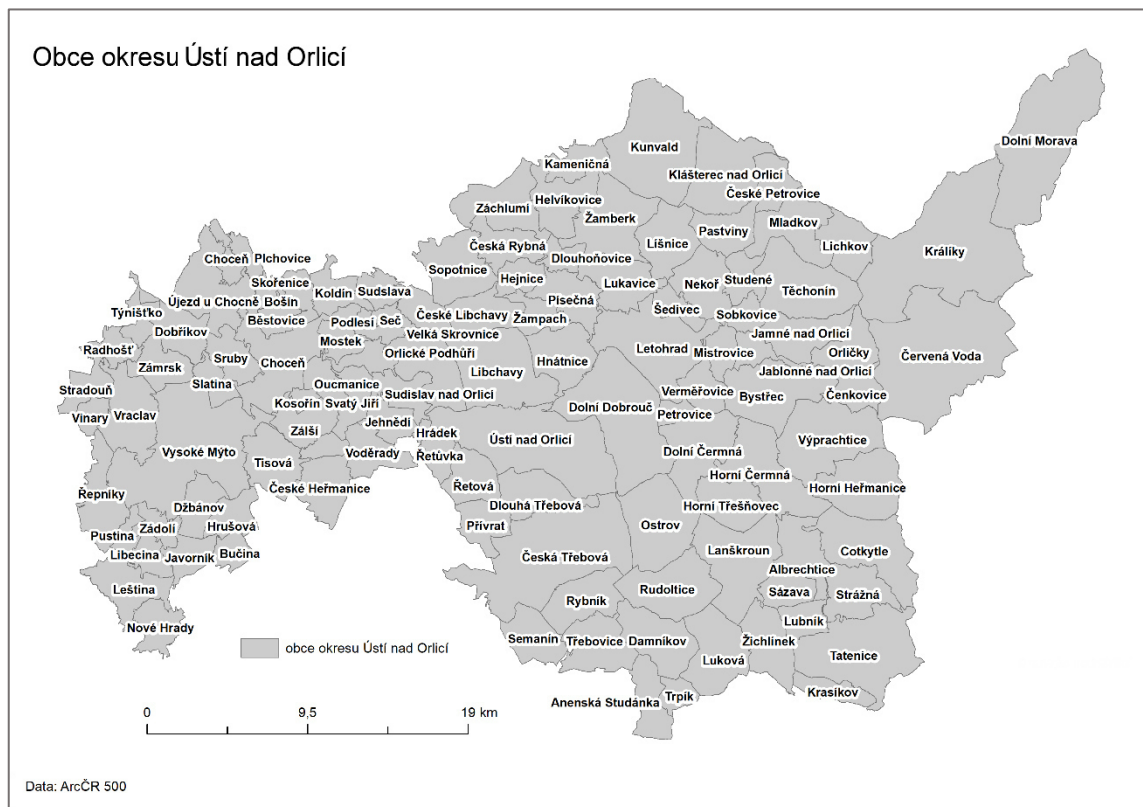 Obce okresu Ústí nad Orlicí
Dolní Morava
Kunvald
Kameničná
Klášterec nad Orlicí
České Petrovice
Helvíkovice
Záchlumí
Žamberk
Mladkov
Pastviny
Líšnice
Lichkov
Česká Rybná
Králíky
Choceň
Plchovice
Dlouhoňovice
Sopotnice
Hejnice
Skořenice
Lukavice
Nekoř
Studené
Koldín
Sudslava
Těchonín
Újezd u Chocně
Bošín
Písečná
Týništko
Šedivec
Sobkovice
České Libchavy
Žampach
Běstovice
Podlesí
Seč
Dobříkov
Velká Skrovnice
Jamné nad Orlicí
Mostek
Radhošť
Letohrad
Mistrovice
Orličky
Červená Voda
Orlické Podhůří
Sruby
Choceň
Hnátnice
Zámrsk
Libchavy
Jablonné nad Orlicí
Slatina
Oucmanice
Stradouň
Sudislav nad Orlicí
Vermĕřovice
Bystřec
Čenkovice
Kosořín
Svatý Jiří
Dolní Dobrouč
Petrovice
Vinary
Vraclav
Jehnědí
Zálší
Hrádek
Ústí nad Orlicí
Výprachtice
Vysoké Mýto
Voděrady
Řetůvka
Dolní Čermná
Tisová
Horní Čermná
České Heřmanice
Řetová
Horní Heřmanice
Řepníky
Džbánov
Dlouhá Třebová
Horní Třešňovec
Zádolí
Hrušová
Přívrat
Ostrov
Pustina
Libecina
Javorník
Bučina
Česká Třebová
Lanškroun
Cotkytle
Albrechtice
Leština
Rudoltice
Sázava
Strážná
Rybník
Nové Hrady
Lubník
Semanín
Třebovice
Damníkov
Žichlínek
obce okresu Ústí nad Orlicí
Luková
Tatenice
Anenská Studánka
Trpík
Krasíkov
0 9,5 19 km
Data: ArcČR 500